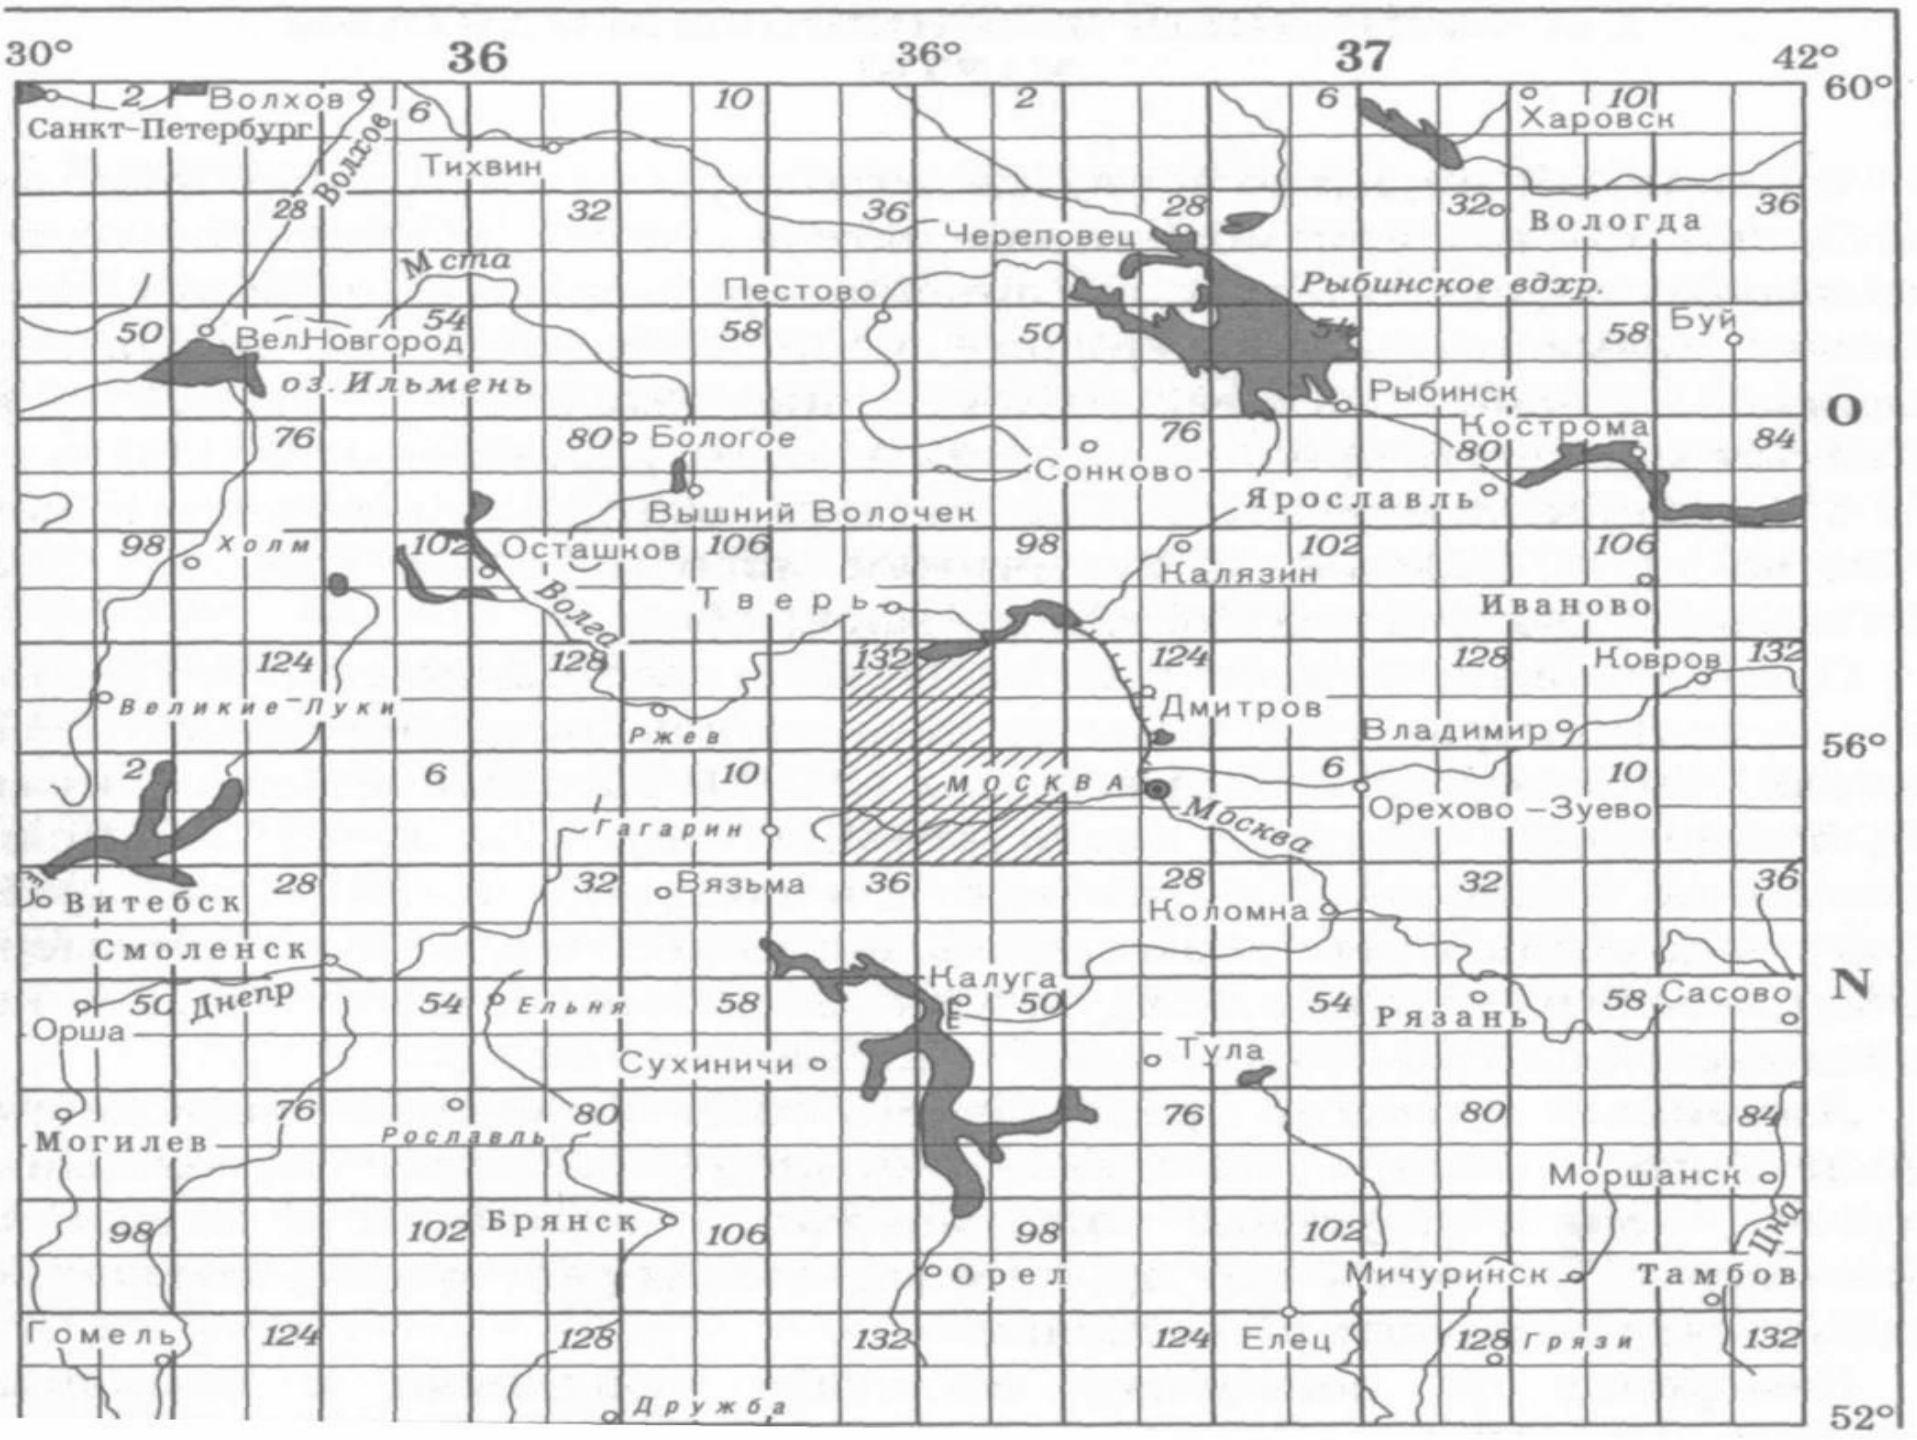 30° 36 36° 37 42°
60°
2 Волхов 6 10 2 6 10
Санкт-Петербург
Харовск
Волхов
Тихвин
28 32 36 28 32 36
Вологда
Череповец
Мста
Пестово
Рыбинское вдхр.
50 54 58 50 54 58 Буй
Вел.Новгород
оз. Ильмень
Рыбинск
О
Кострома
76 80 Бологое 76 80 84
Сонково
Ярославль
Вышний Волочек
98 Холм 102 Осташков 106 98 102 106
Калязин
Волга
Тверь
Иваново
124 128 132 124 128 Ковров 132
Великие Луки
Дмитров
Ржев
Владимир
56°
2 6 10 МОСКВА 6 10
Орехово-Зуево
Гагарин
Москва
28 32 Вязьма 36 28 32 36
Витебск
Коломна
Смоленск
Калуга
N
50 Днепр 54 Ельня 58 50 54 58 Сасово
Орша
Рязань
Сухиничи
Тула
76 80 76 80 84
Могилев
Рославль
Моршанск
98 102 Брянск 106 98 102
Цна
Орел
Мичуринск
Тамбов
Гомель 124 128 132 124 Елец 128 Грязи 132
Дружба
52°